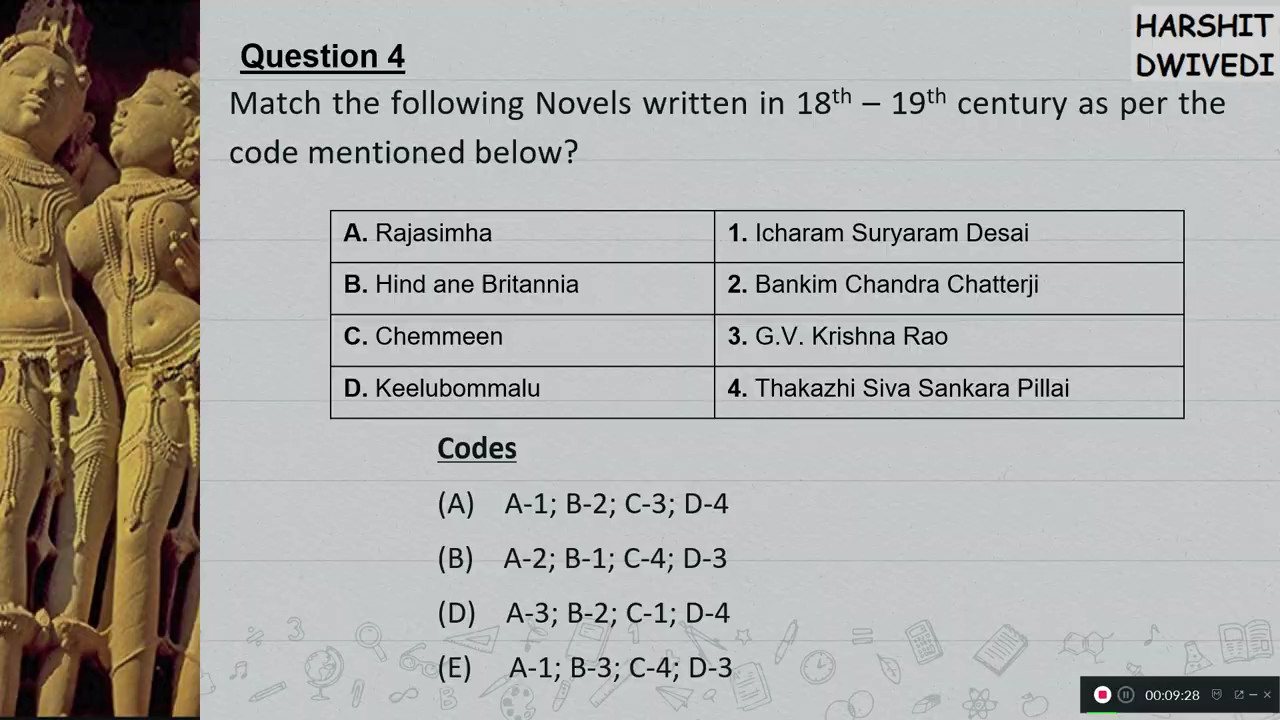 HARSHIT
DWIVEDI
Question 4
Match the following Novels written in 18th – 19th century as per the
code mentioned below?
A. Rajasimha 1. Icharam Suryaram Desai
B. Hind ane Britannia 2. Bankim Chandra Chatterji
C. Chemmeen 3. G.V. Krishna Rao
D. Keelubommalu 4. Thakazhi Siva Sankara Pillai
Codes
(A) A-1; B-2; C-3; D-4
(B) A-2; B-1; C-4; D-3
(D) A-3; B-2; C-1; D-4
(E) A-1; B-3; C-4; D-3
00:09:28